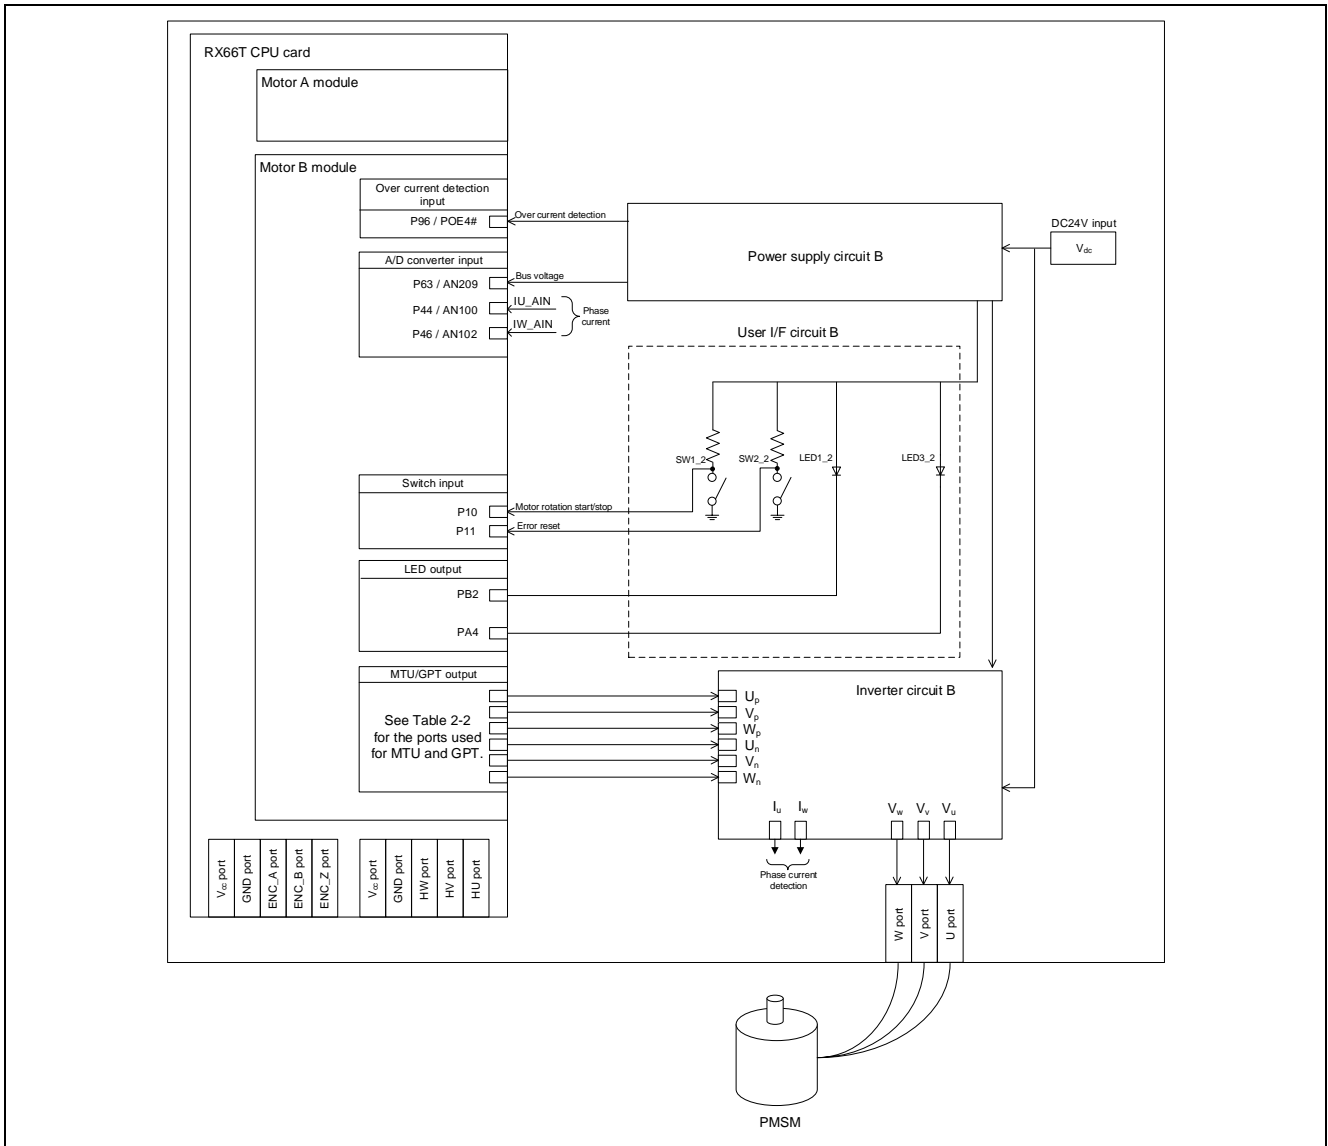 RX66T CPU card
Motor A module
Motor B module
Over current detection
input
P96 / POE4#
Over current detection
A/D converter input
P63 / AN209
Bus voltage
P44 / AN100
IU_AIN
P46 / AN102
IW_AIN
Phase
current
Power supply circuit B
DC24V input
Vdc
User I/F circuit B
SW1_2
SW2_2
LED1_2
LED3_2
Switch input
P10
Motor rotation start/stop
P11
Error reset
LED output
PB2
PA4
MTU/GPT output
See Table 2-2
for the ports used
for MTU and GPT.
Inverter circuit B
Up
Vp
Wp
Un
Vn
Wn
Iu
Iw
Vw
Vv
Vu
Phase current
detection
Vcc port
GND port
ENC_A port
ENC_B port
ENC_Z port
Vcc port
GND port
HW port
HV port
HU port
W port
V port
U port
PMSM